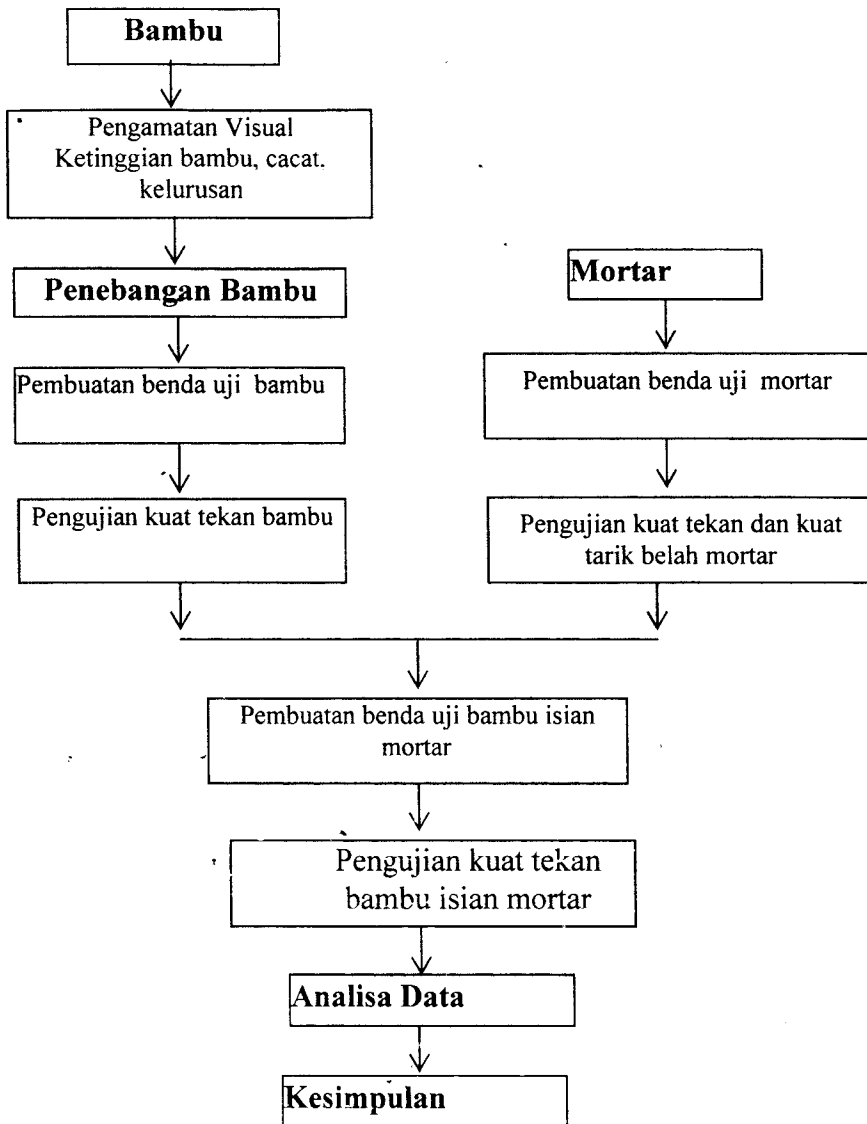 Bambu
Pengamatan Visual
Ketinggian bambu, cacat.
kelurusan
Penebangan Bambu
Pembuatan benda uji bambu
Pengujian kuat tekan bambu
Mortar
Pembuatan benda uji mortar
Pengujian kuat tekan dan kuat
tarik belah mortar
Pembuatan benda uji bambu isian
mortar
Pengujian kuat tekan
bambu isian mortar
Analisa Data
Kesimpulan